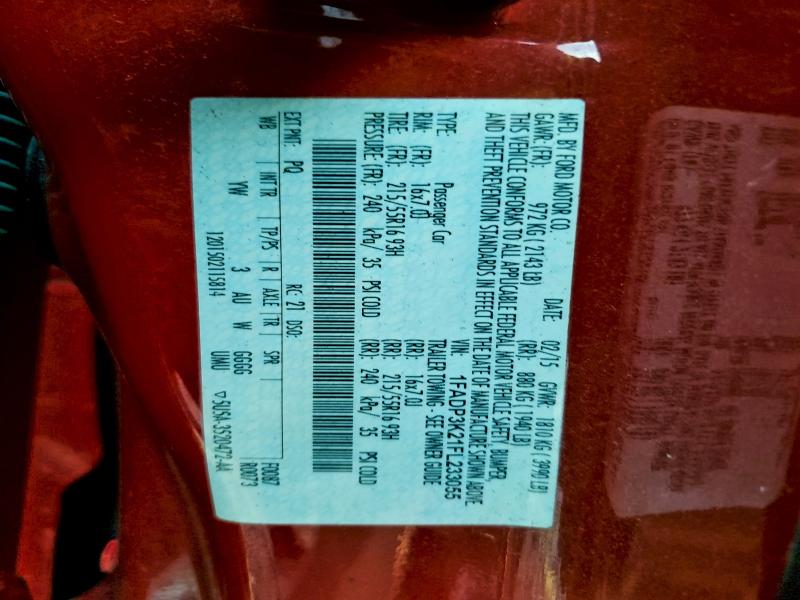 MFD. BY FORD MOTOR CO.
DATE: 02/15 GVWR: 1810 KG (3990 LB)
GAWR: (FR): 972 KG (2143 LB) (RR): 880 KG (1940 LB)
THIS VEHICLE CONFORMS TO ALL APPLICABLE FEDERAL MOTOR VEHICLE SAFETY, BUMPER,
AND THEFT PREVENTION STANDARDS IN EFFECT ON THE DATE OF MANUFACTURE SHOWN ABOVE.
VIN: 1FADP3K21FL233055
TYPE: Passenger Car TRAILER TOWING - SEE OWNER GUIDE
RIM: (FR): 16x7.0J (RR): 16x7.0J
TIRE (FR): 215/55R16 93H (RR): 215/55R16 93H
PRESSURE (FR): 240 kPa/ 35 PSI COLD (RR): 240 kPa/ 35 PSI COLD
EXT PNT: PQ RC: 21 DSO:
WB INT TR TP/PS R AXLE TR SPR F0087
YW 3 AU W GGGG R0073
UNU ▽5USA-3520472-AA
1201502115814